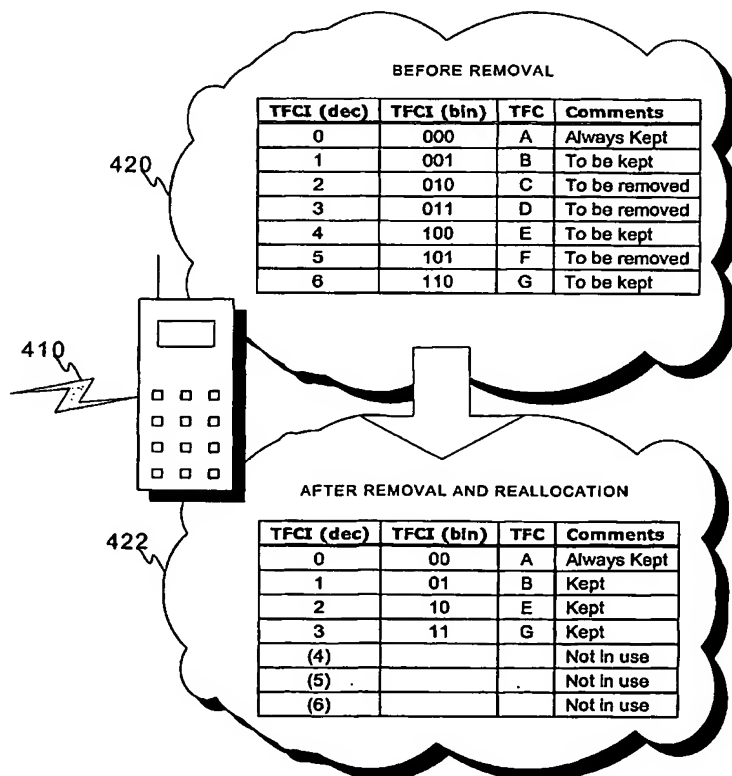 BEFORE REMOVAL
TFCI (dec) TFCI (bin) TFC Comments
0 000 A Always Kept
1 001 B To be kept
420
2 010 C To be removed
3 011 D To be removed
4 100 E To be kept
5 101 F To be removed
6 110 G To be kept
410
AFTER REMOVAL AND REALLOCATION
TFCI (dec) TFCI (bin) TFC Comments
422
0 00 A Always Kept
1 01 B Kept
2 10 E Kept
3 11 G Kept
(4) Not in use
(5) Not in use
(6) Not in use